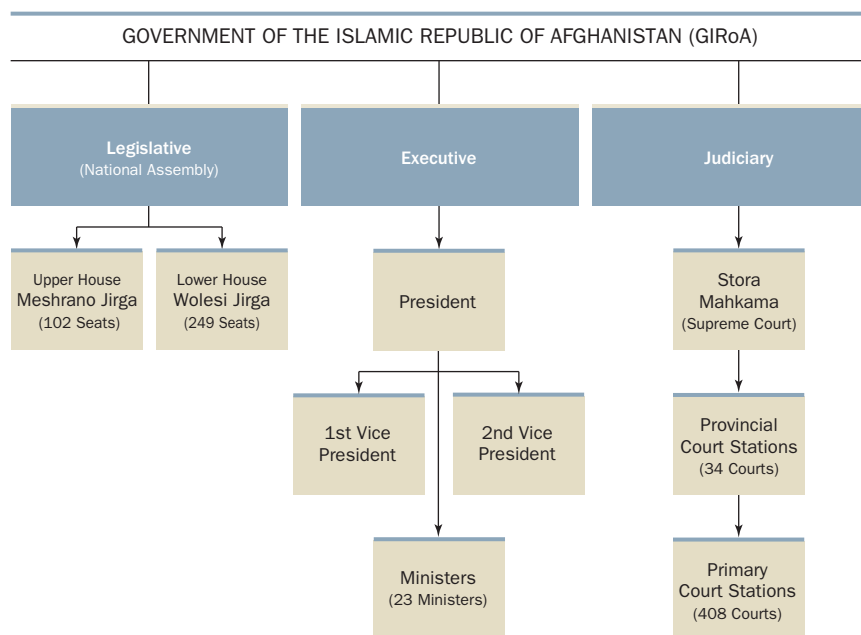 GOVERNMENT OF THE ISLAMIC REPUBLIC OF AFGHANISTAN (GIRoA)
Legislative
(National Assembly)
Executive
Judiciary
Upper House
Meshrano Jirga
(102 Seats)
Lower House
Wolesi Jirga
(249 Seats)
President
Stora
Mahkama
(Supreme Court)
1st Vice
President
2nd Vice
President
Provincial
Court Stations
(34 Courts)
Ministers
(23 Ministers)
Primary
Court Stations
(408 Courts)